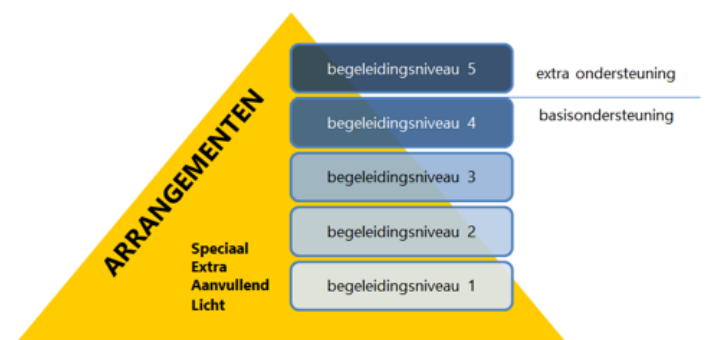 begeleidingsniveau 5
extra ondersteuning
begeleidingsniveau 4
basisondersteuning
ARRANGEMENTEN
begeleidingsniveau 3
begeleidingsniveau 2
Speciaal
Extra
Aanvullend
Licht
begeleidingsniveau 1